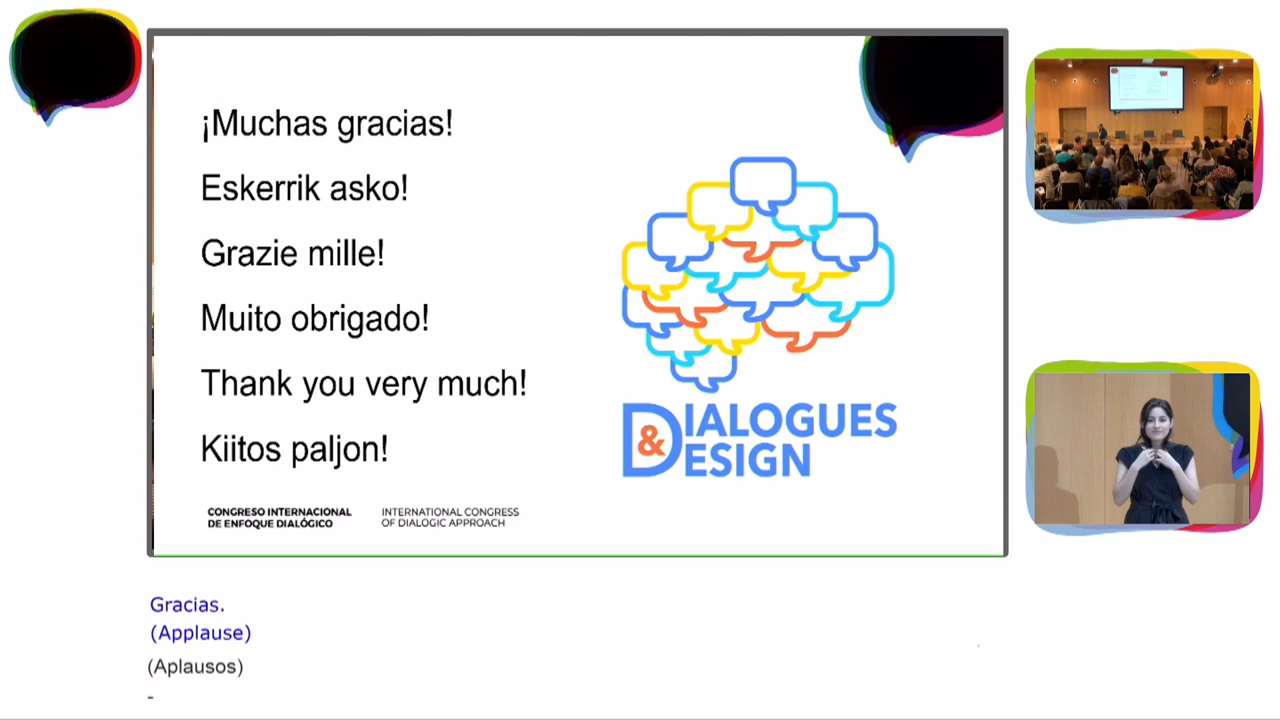 ¡Muchas gracias!
Eskerrik asko!
Grazie mille!
Muito obrigado!
Thank you very much!
Kiitos paljon!
DIALOGUES
& DESIGN
CONGRESO INTERNACIONAL
DE ENFOQUE DIALÓGICO
INTERNATIONAL CONGRESS
OF DIALOGIC APPROACH
Gracias.
(Applause)
(Aplausos)
-